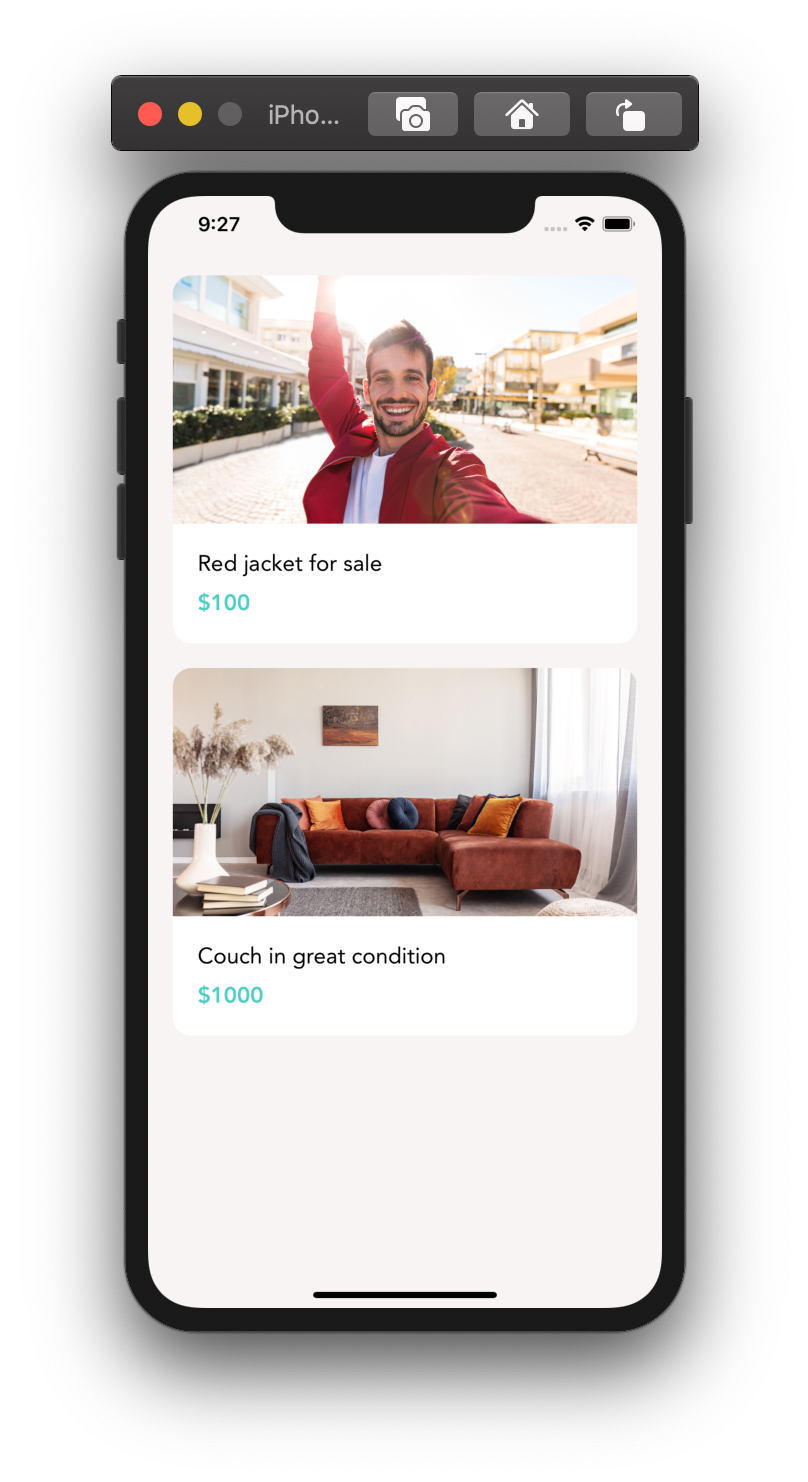 iPho...
9:27
Red jacket for sale
$100
Couch in great condition
$1000